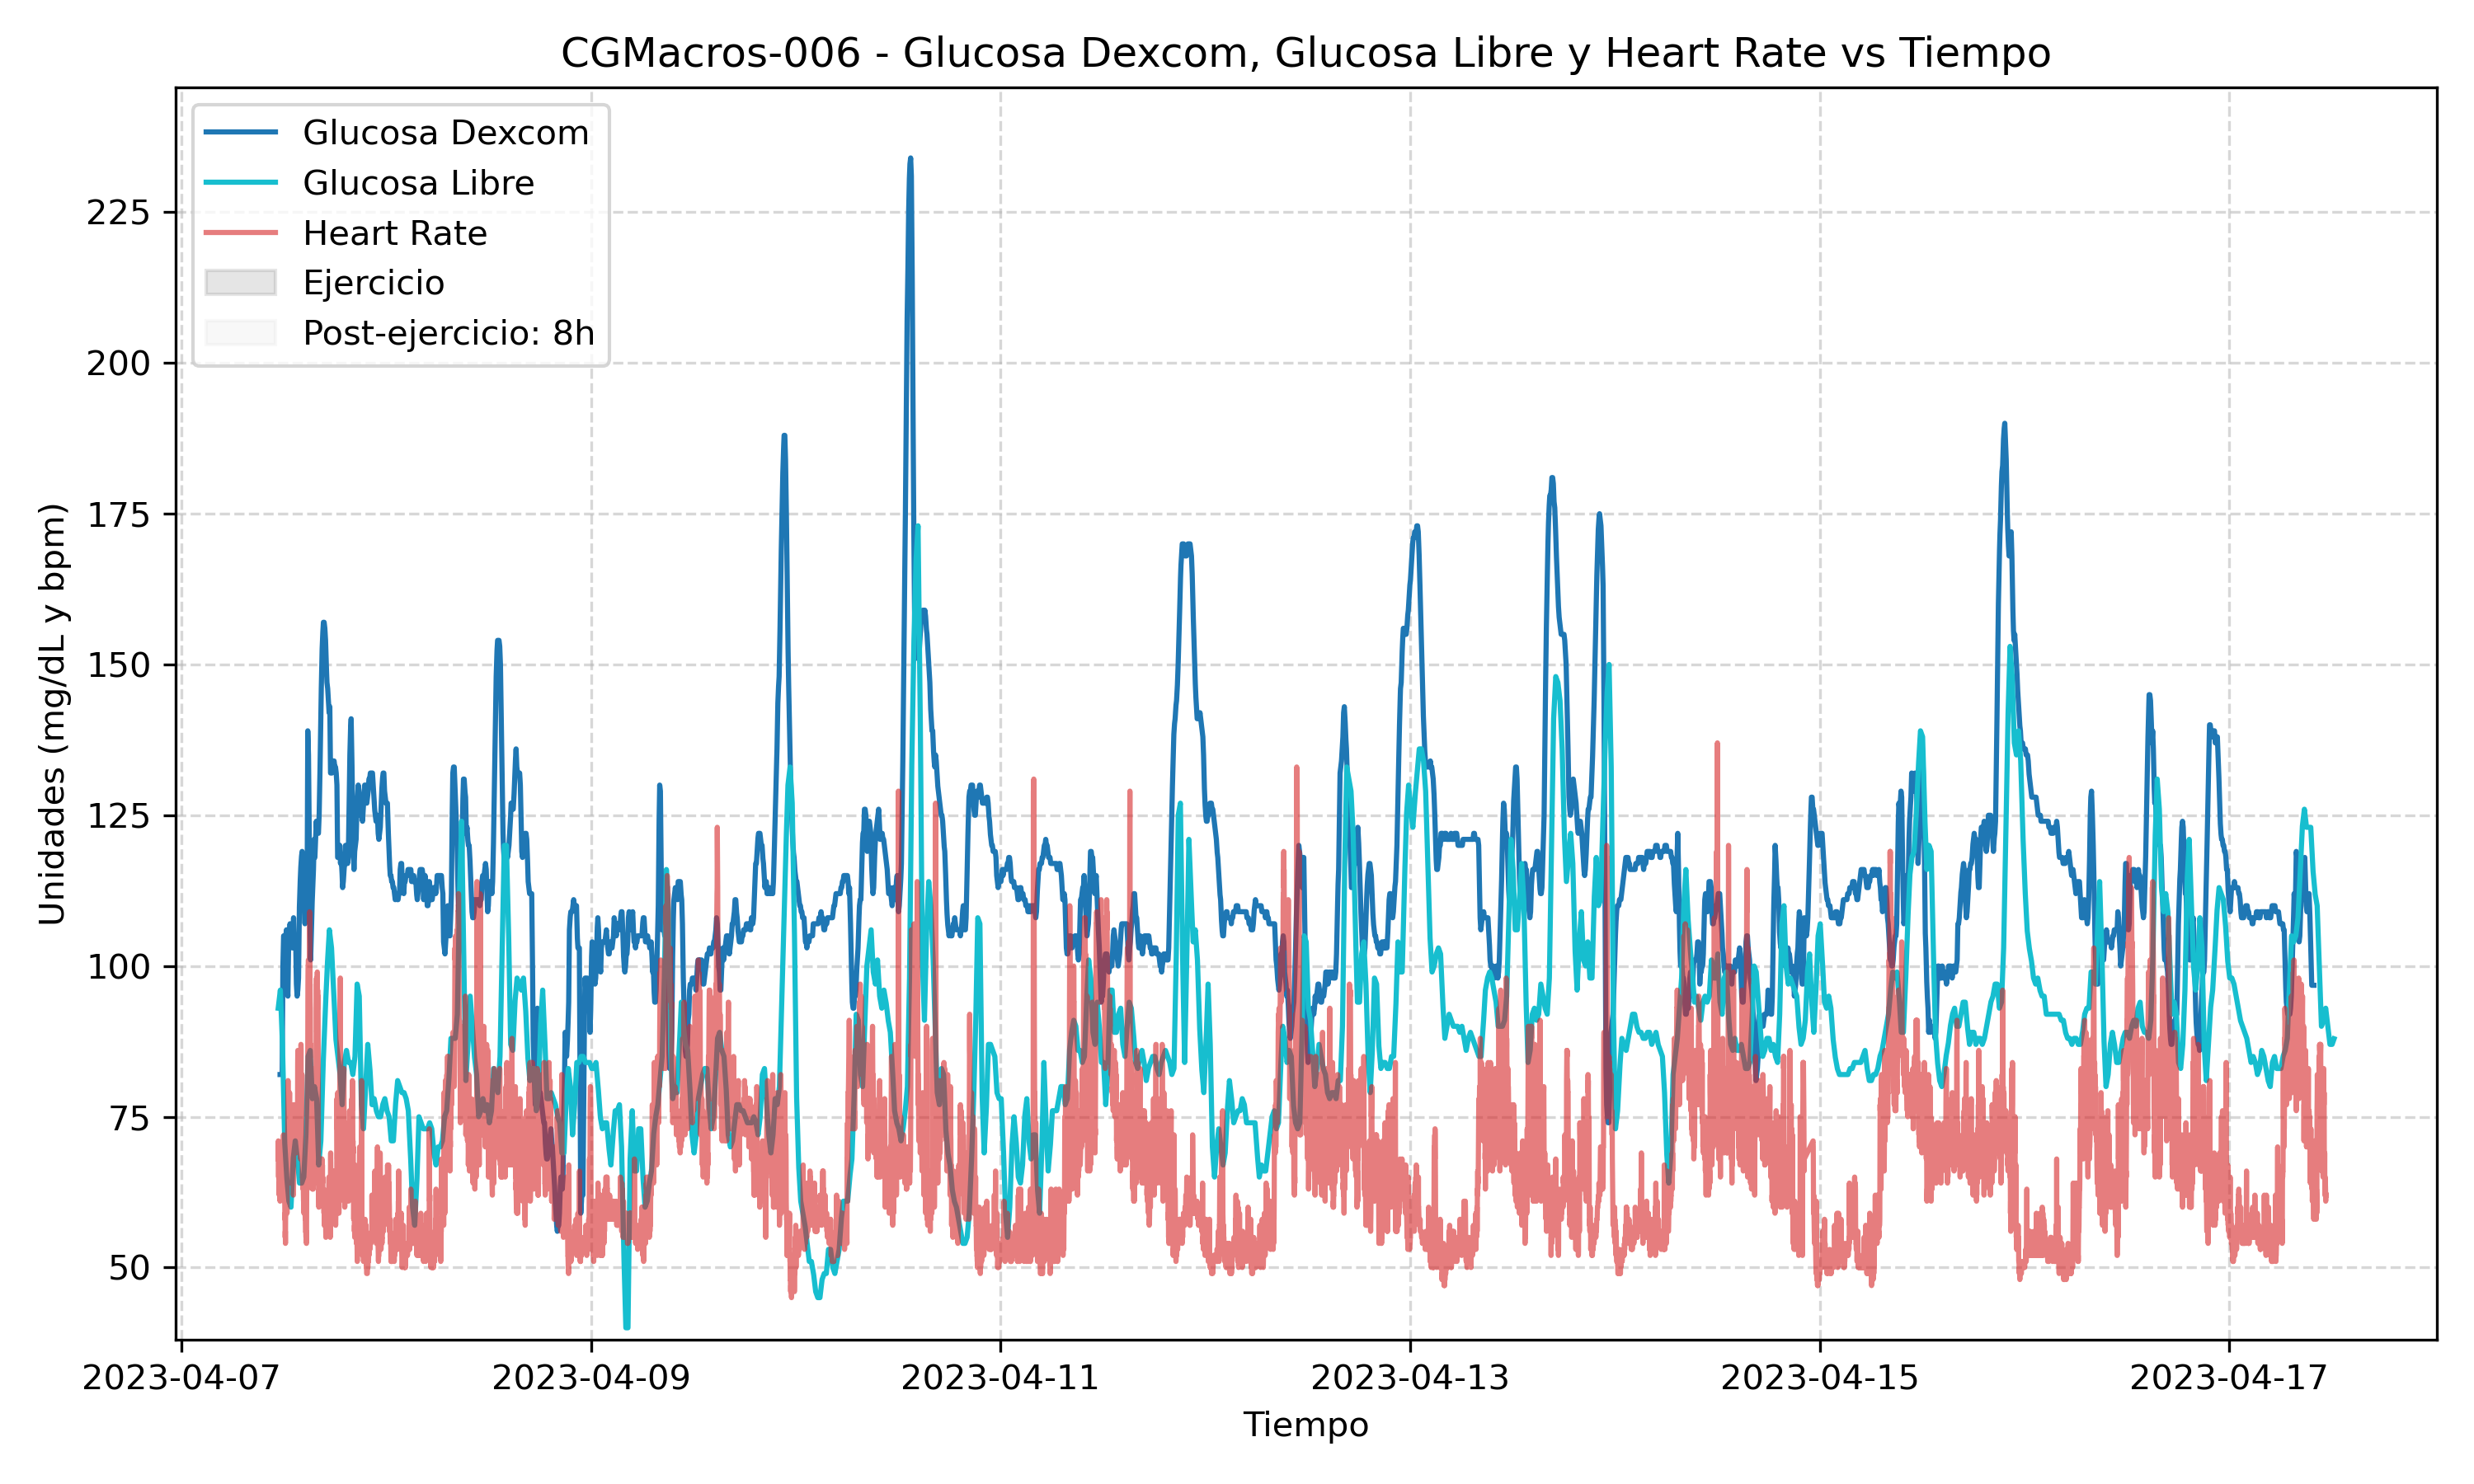 CGMacros-006 - Glucosa Dexcom, Glucosa Libre y Heart Rate vs Tiempo
Glucosa Dexcom
Glucosa Libre
Heart Rate
Ejercicio
Post-ejercicio: 8h
Unidades (mg/dL y bpm)
225
200
175
150
125
100
75
50
2023-04-07 2023-04-09 2023-04-11 2023-04-13 2023-04-15 2023-04-17
Tiempo